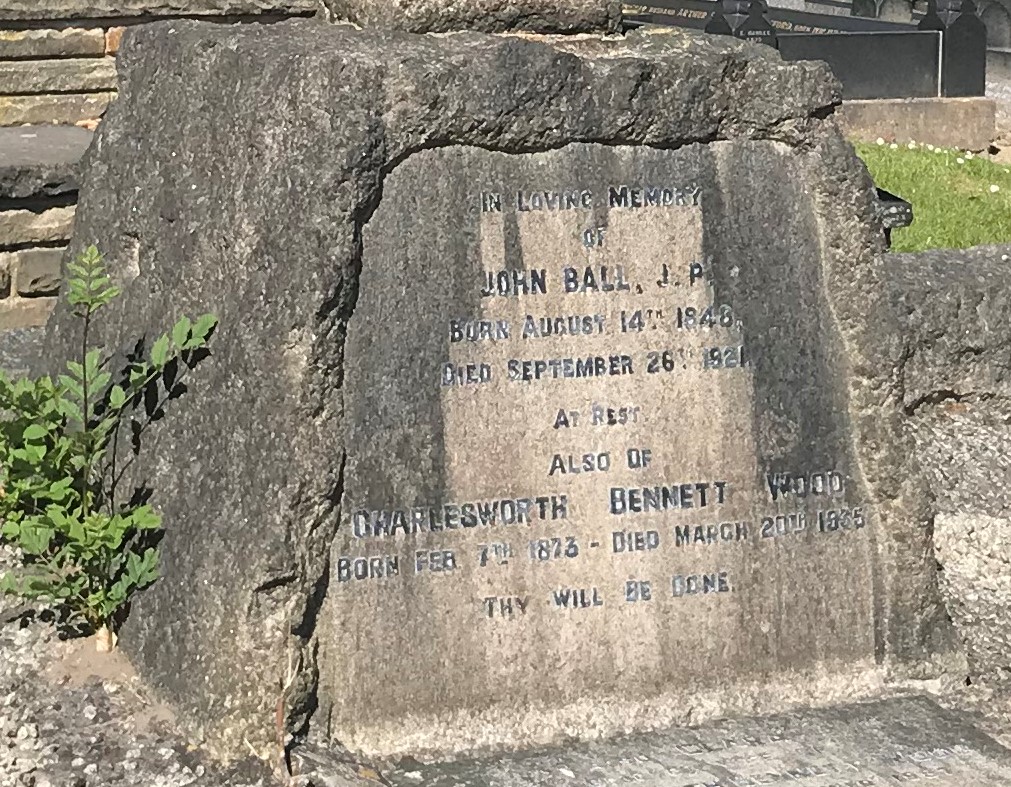 IN LOVING MEMORY
OF
JOHN BALL, J.P.
BORN AUGUST 14TH 1848,
DIED SEPTEMBER 26TH 1921.
AT REST
ALSO OF
CHARLESWORTH BENNETT WOOD
BORN FEB 7TH 1873 - DIED MARCH 20TH 1935
THY WILL BE DONE.